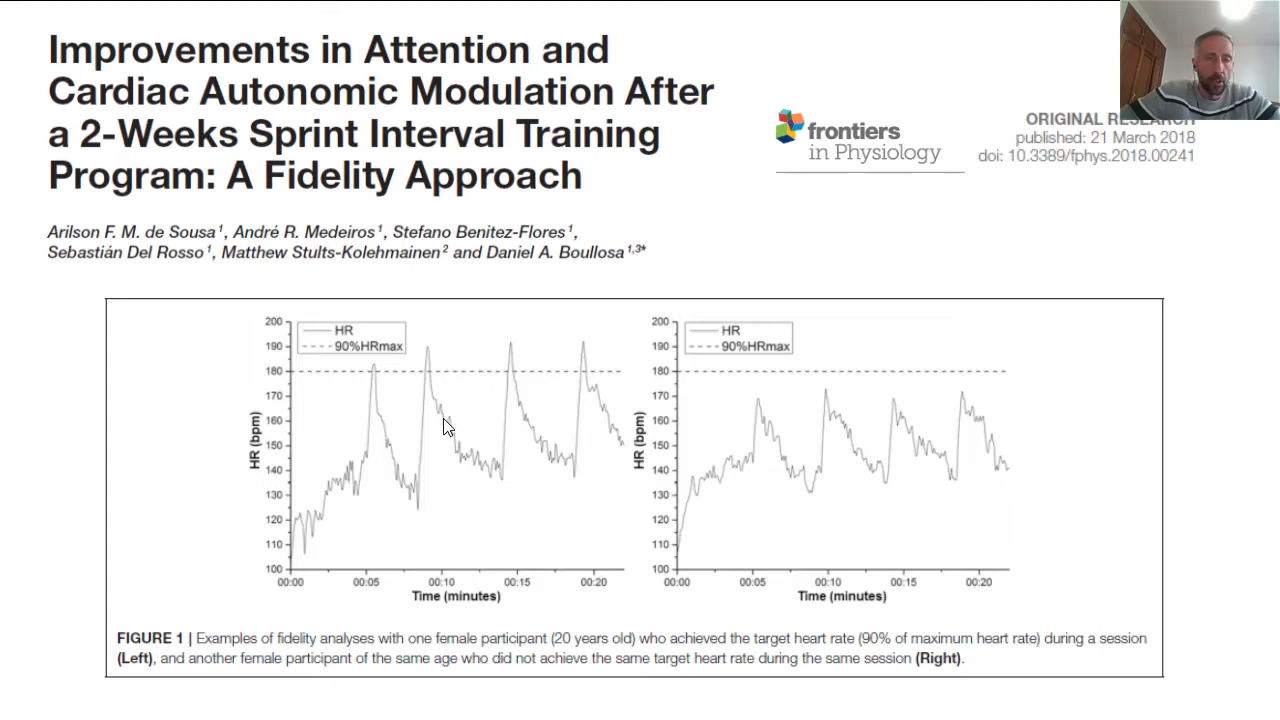 Improvements in Attention and
Cardiac Autonomic Modulation After
a 2-Weeks Sprint Interval Training
Program: A Fidelity Approach
frontiers
in Physiology
ORIGINAL RESEARCH
published: 21 March 2018
doi: 10.3389/fphys.2018.00241
Arilson F. M. de Sousa 1, André R. Medeiros 1, Stefano Benitez-Flores 1,
Sebastián Del Rosso 1, Matthew Stults-Kolehmainen 2 and Daniel A. Boullosa 1,3*
200
190
180
170
160
150
140
130
120
110
100
HR (bpm)
HR
90%HRmax
00:00 00:05 00:10 00:15 00:20
Time (minutes)
200
190
180
170
160
150
140
130
120
110
100
HR (bpm)
HR
90%HRmax
00:00 00:05 00:10 00:15 00:20
Time (minutes)
FIGURE 1 | Examples of fidelity analyses with one female participant (20 years old) who achieved the target heart rate (90% of maximum heart rate) during a session
(Left), and another female participant of the same age who did not achieve the same target heart rate during the same session (Right).